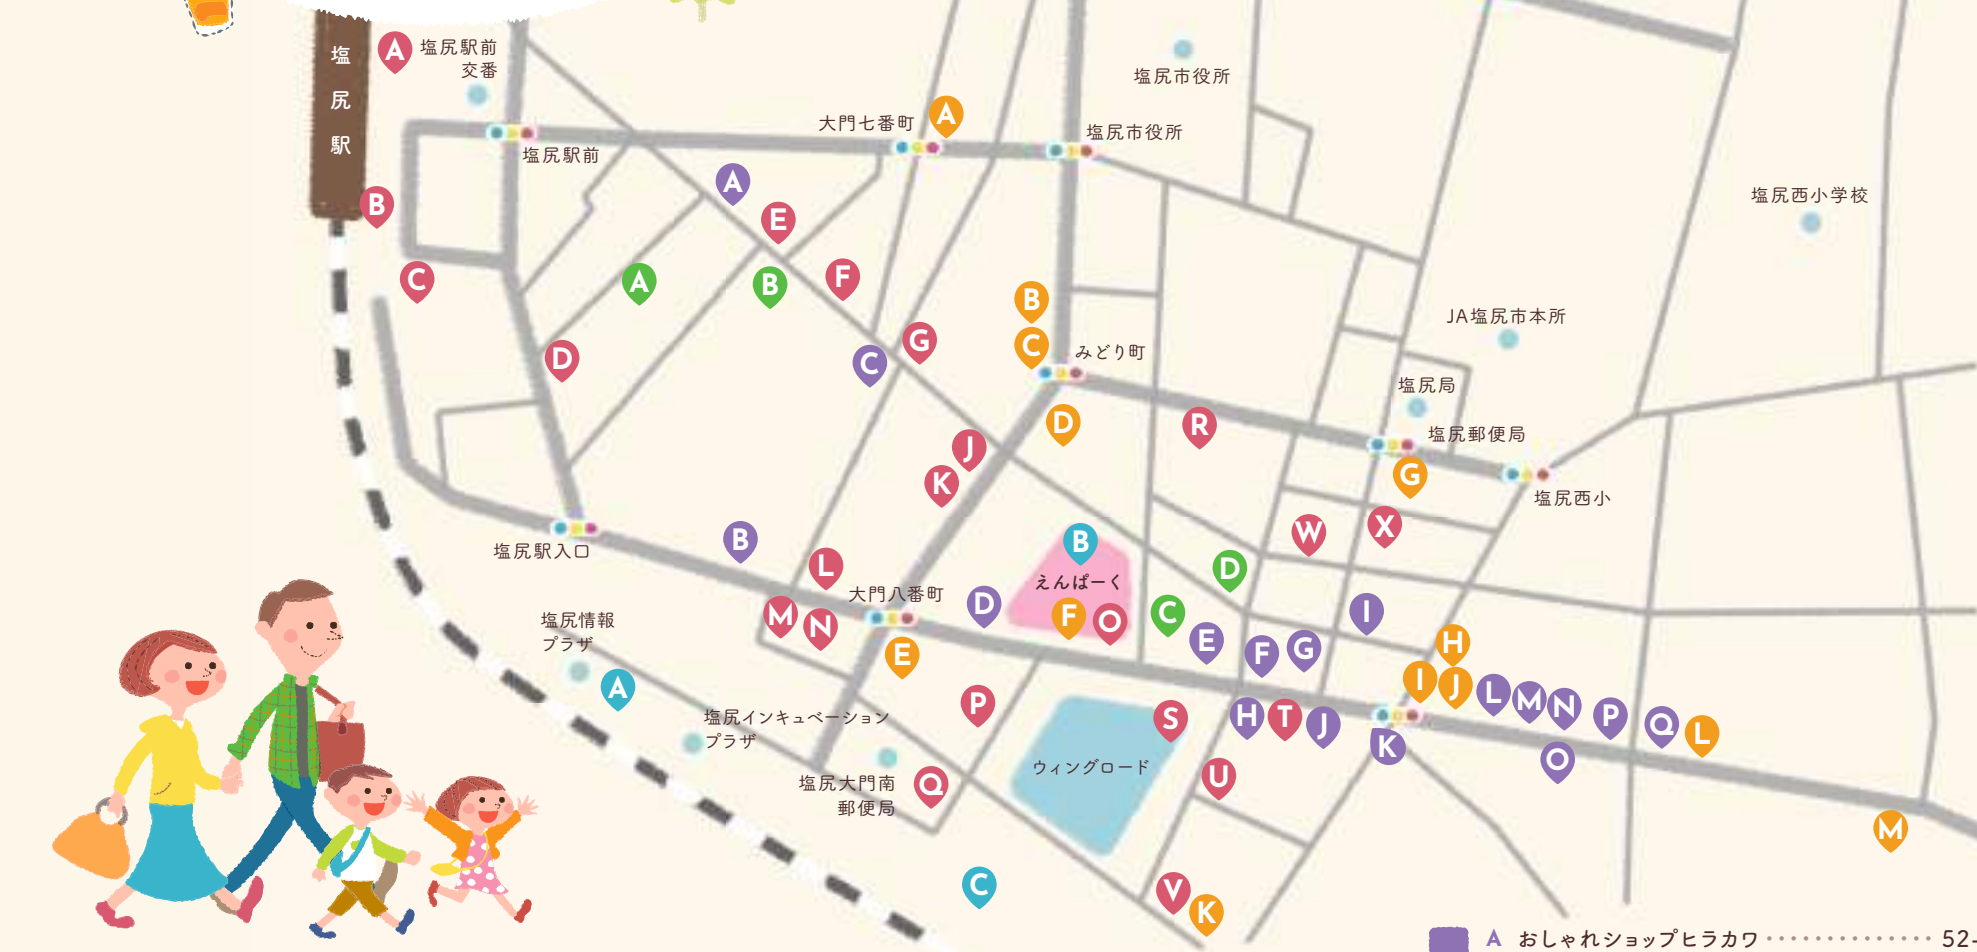 塩尻駅
A
塩尻駅前
交番
塩尻市役所
大門七番町
A
塩尻市役所
塩尻駅前
A
B
E
塩尻西小学校
C
A
B
F
B
JA塩尻市本所
G
C
みどり町
D
C
塩尻局
D
R
塩尻郵便局
J
K
G
塩尻西小
塩尻駅入口
B
B
W
X
L
えんぱーく
D
大門八番町
M
N
D
F
O
C
I
塩尻情報
プラザ
E
E
F
G
H
A
I
J
L
M
N
P
Q
L
塩尻インキュベーション
プラザ
P
S
H
T
J
K
O
ウィングロード
塩尻大門南
郵便局
Q
U
M
C
V
K
A おしゃれショップヒラカワ ・・・・・・・・・・・・・ 52